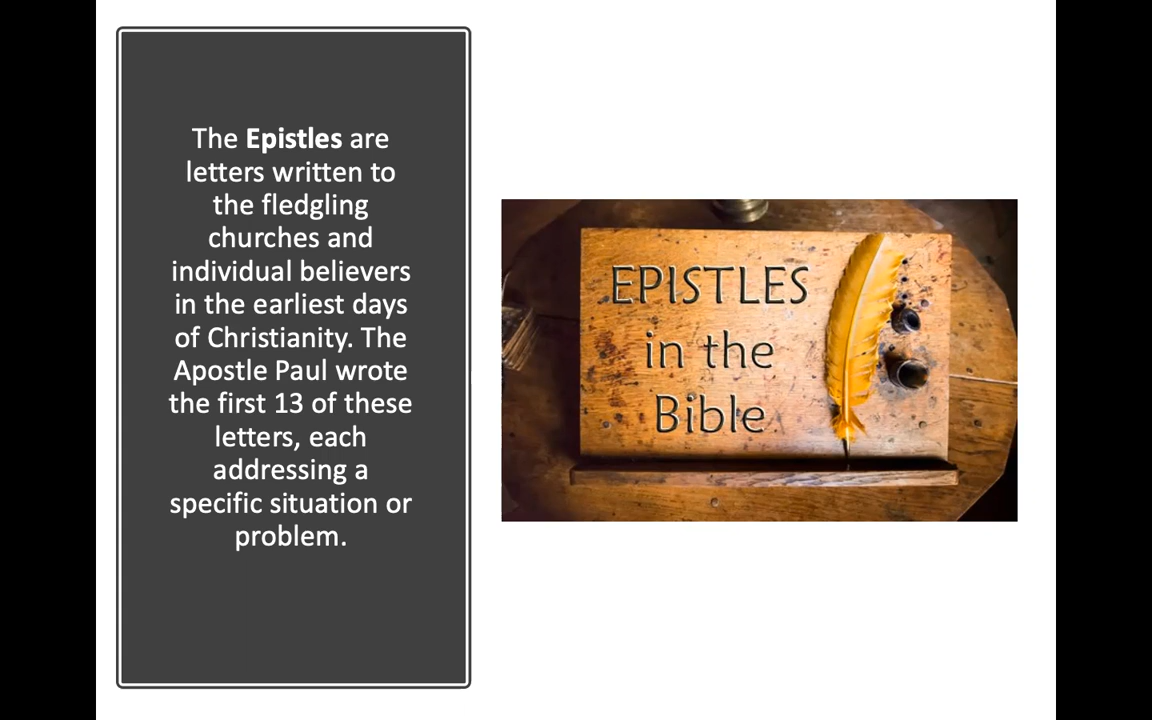 The Epistles are
letters written to
the fledgling
churches and
individual believers
in the earliest days
of Christianity. The
Apostle Paul wrote
the first 13 of these
letters, each
addressing a
specific situation or
problem.
EPISTLES
in the
Bible